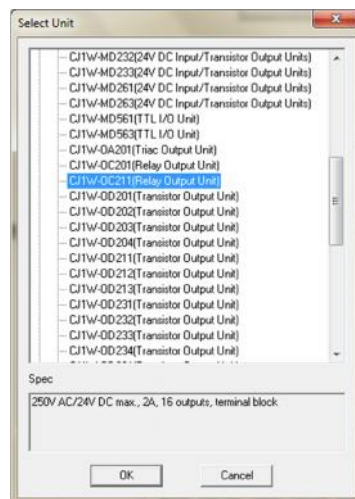 Select Unit
CJ1W-MD232(24V DC Input/Transistor Output Units)
CJ1W-MD233(24V DC Input/Transistor Output Units)
CJ1W-MD261(24V DC Input/Transistor Output Units)
CJ1W-MD263(24V DC Input/Transistor Output Units)
CJ1W-MD561(TTL I/O Unit)
CJ1W-MD563(TTL I/O Unit)
CJ1W-OA201(Triac Output Unit)
CJ1W-OC201(Relay Output Unit)
CJ1W-OC211(Relay Output Unit)
CJ1W-OD201(Transistor Output Unit)
CJ1W-OD202(Transistor Output Unit)
CJ1W-OD203(Transistor Output Unit)
CJ1W-OD204(Transistor Output Unit)
CJ1W-OD211(Transistor Output Unit)
CJ1W-OD212(Transistor Output Unit)
CJ1W-OD213(Transistor Output Unit)
CJ1W-OD231(Transistor Output Unit)
CJ1W-OD232(Transistor Output Unit)
CJ1W-OD233(Transistor Output Unit)
CJ1W-OD234(Transistor Output Unit)
Spec
250V AC/24V DC max., 2A, 16 outputs, terminal block
OK
Cancel